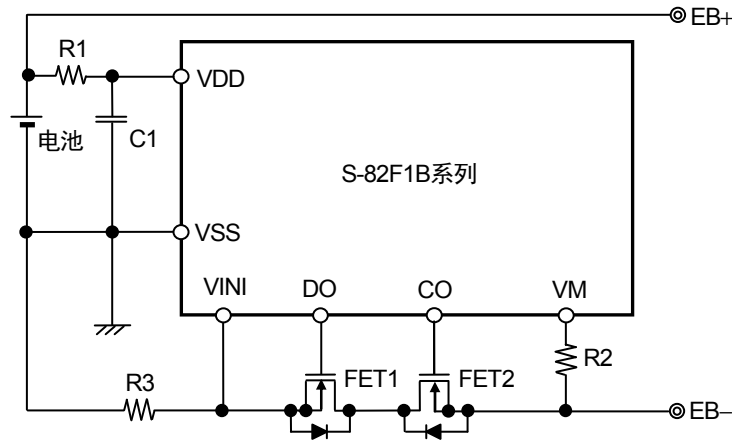 EB+
R1
VDD
电池
C1
S-82F1B系列
VSS
VINI
DO
CO
VM
R2
R3
FET1
FET2
EB−